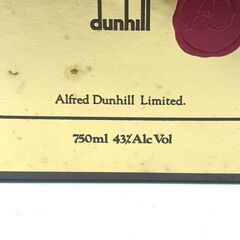 dunhill
Alfred Dunhill Limited.
750ml 43% Alc Vol